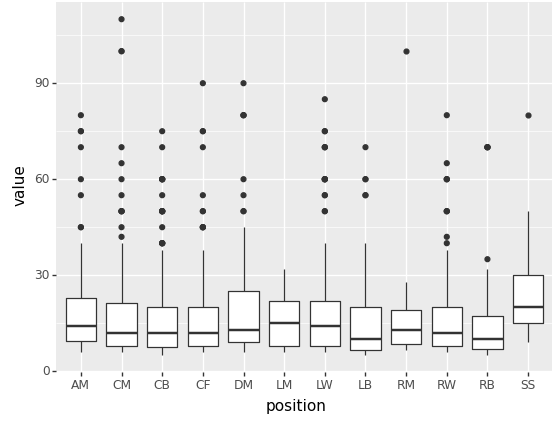 value
90
60
30
0
AM CM CB CF DM LM LW LB RM RW RB SS
position